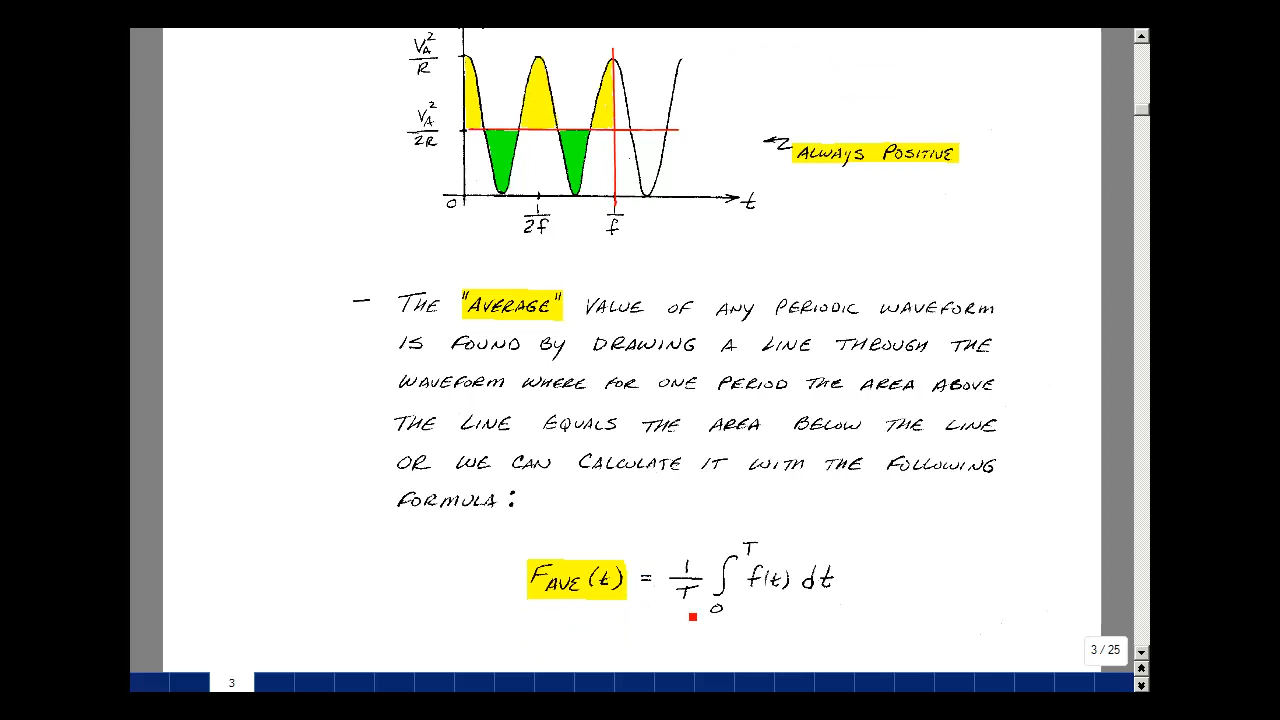 V_A^2
R
V_A^2
2R
ALWAYS POSITIVE
0
t
1
2f
1
f
— THE "AVERAGE" VALUE OF ANY PERIODIC WAVEFORM
IS FOUND BY DRAWING A LINE THROUGH THE
WAVEFORM WHERE FOR ONE PERIOD THE AREA ABOVE
THE LINE EQUALS THE AREA BELOW THE LINE
OR WE CAN CALCULATE IT WITH THE FOLLOWING
FORMULA:
F_AVE(t) = 1/T ∫_0^T f(t) dt
3 / 25
3